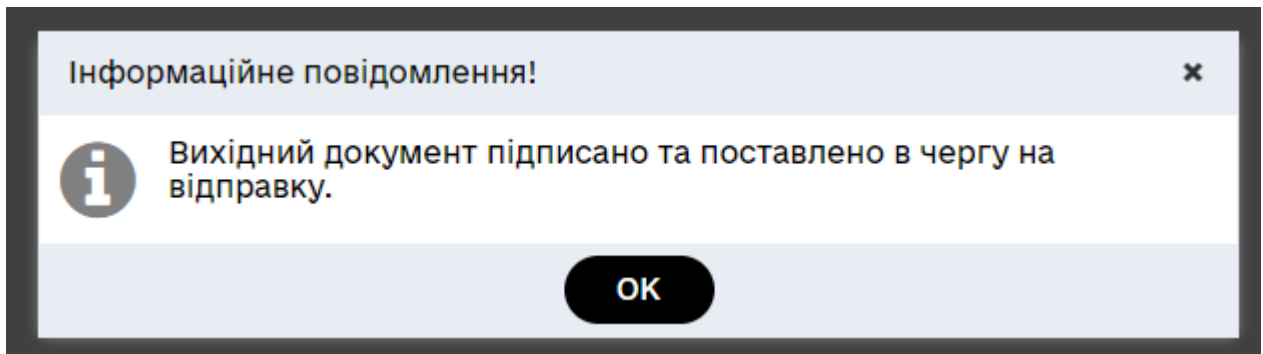 Інформаційне повідомлення!
Вихідний документ підписано та поставлено в чергу на
відправку.
OK